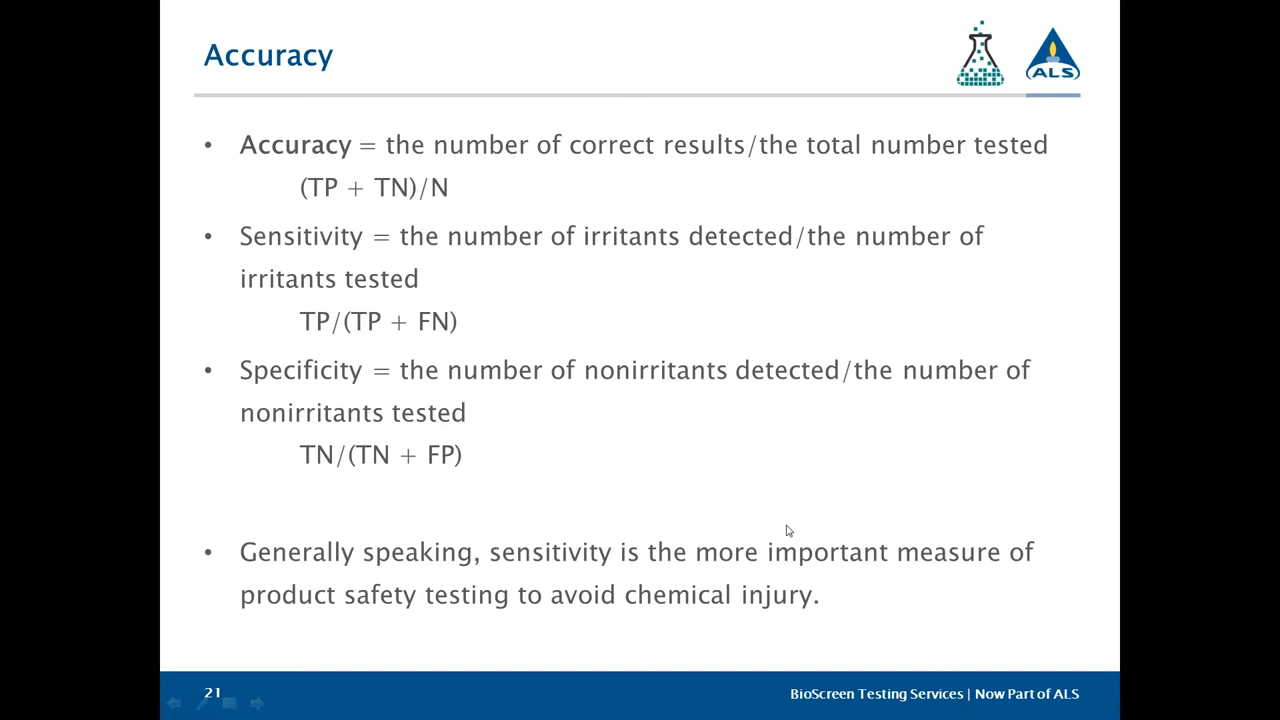 Accuracy
ALS
• Accuracy = the number of correct results/the total number tested
(TP + TN)/N
• Sensitivity = the number of irritants detected/the number of
irritants tested
TP/(TP + FN)
• Specificity = the number of nonirritants detected/the number of
nonirritants tested
TN/(TN + FP)
• Generally speaking, sensitivity is the more important measure of
product safety testing to avoid chemical injury.
21
BioScreen Testing Services | Now Part of ALS